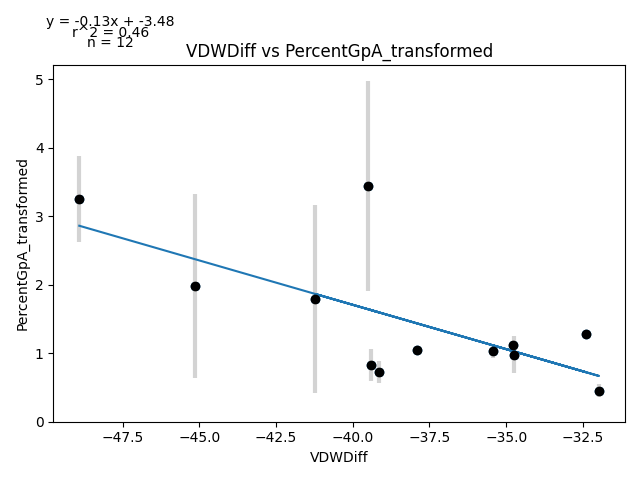 y = -0.13x + -3.48
r^2 = 0.46
n = 12
VDWDiff vs PercentGpA_transformed
PercentGpA_transformed
5
4
3
2
1
0
−47.5 −45.0 −42.5 −40.0 −37.5 −35.0 −32.5
VDWDiff